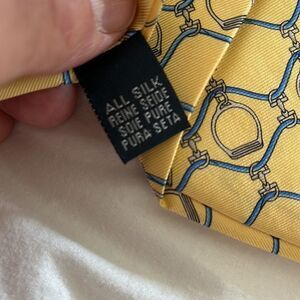 ALL SILK
REINE SEIDE
SOIE PURE
PURA SETA